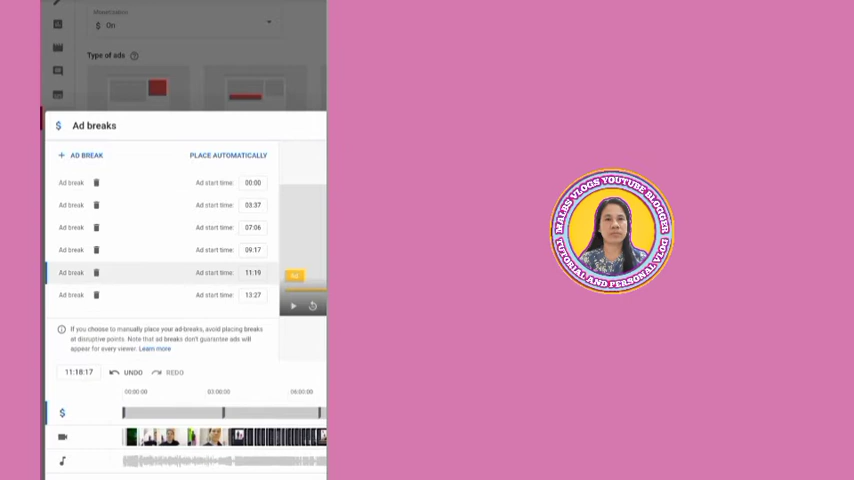 Monetization
$ On
Type of ads
Ad breaks
+ AD BREAK
PLACE AUTOMATICALLY
Ad break Ad start time: 00:00
Ad break Ad start time: 03:37
Ad break Ad start time: 07:06
Ad break Ad start time: 09:17
Ad break Ad start time: 11:19
Ad break Ad start time: 13:27
Ad
If you choose to manually place your ad-breaks, avoid placing breaks
at disruptive points. Note that ad breaks don't guarantee ads will
appear for every viewer. Learn more
11:18:17 UNDO REDO
00:00:00 03:00:00 06:00:00
MALBS VLOGS YOUTUBE BLOGGER
TUTORIAL AND PERSONAL VLOG